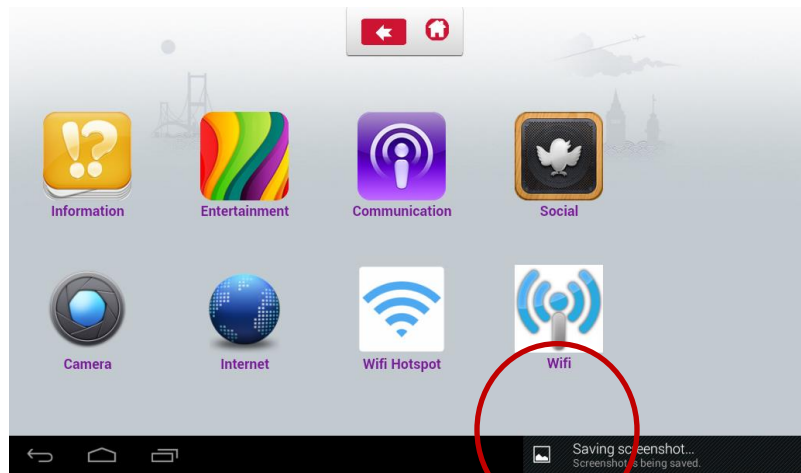 !?
Information
Entertainment
Communication
Social
Camera
Internet
Wifi Hotspot
Wifi
Saving screenshot...
Screenshot is being saved.